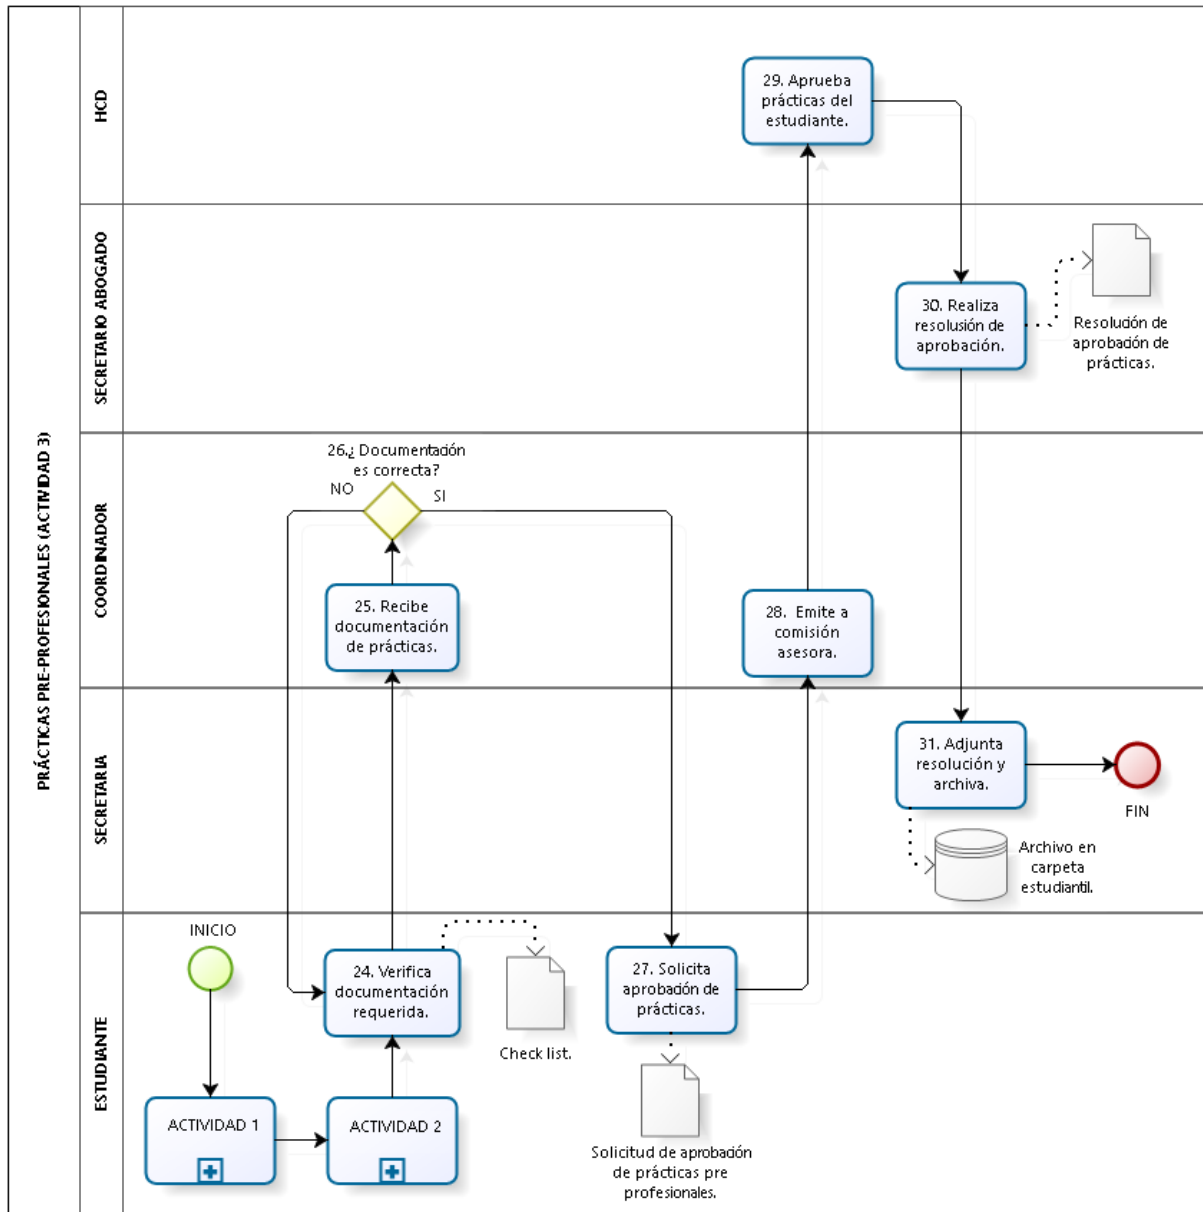 PRÁCTICAS PRE-PROFESIONALES (ACTIVIDAD 3)
HCD
29. Aprueba
prácticas del
estudiante.
SECRETARIO ABOGADO
30. Realiza
resolusión de
aprobación.
Resolución de
aprobación de
prácticas.
COORDINADOR
26.¿ Documentación
es correcta?
NO
SI
25. Recibe
documentación
de prácticas.
28. Emite a
comisión
asesora.
SECRETARIA
31. Adjunta
resolución y
archiva.
FIN
Archivo en
carpeta
estudiantil.
ESTUDIANTE
INICIO
24. Verifica
documentación
requerida.
Check list.
27. Solicita
aprobación de
prácticas.
ACTIVIDAD 1
ACTIVIDAD 2
Solicitud de aprobación
de prácticas pre
profesionales.